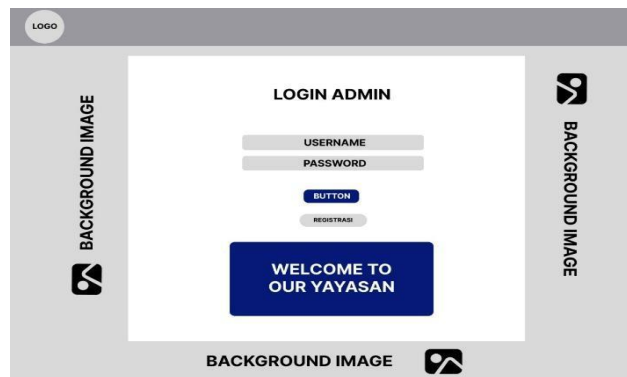 LOGO
LOGIN ADMIN
BACKGROUND IMAGE
BACKGROUND IMAGE
USERNAME
PASSWORD
BUTTON
REGISTRASI
WELCOME TO
OUR YAYASAN
BACKGROUND IMAGE